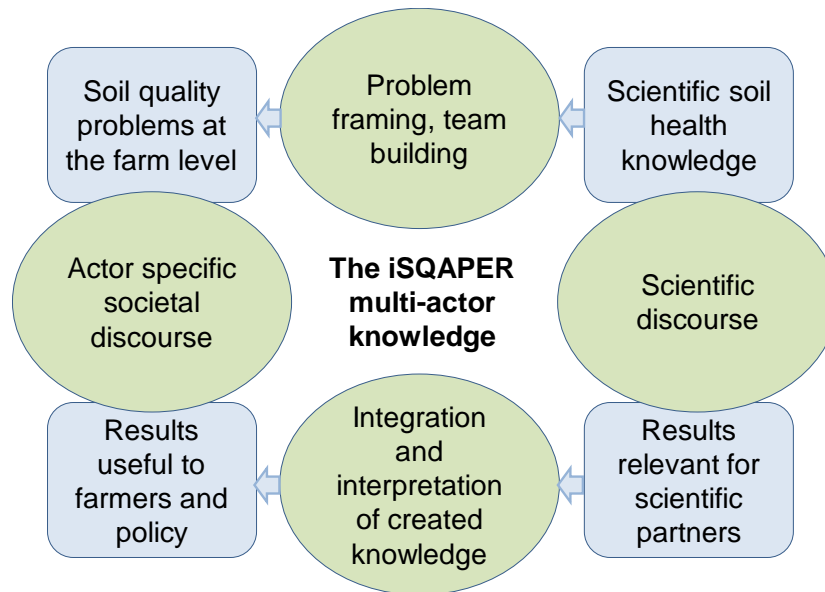 Soil quality
problems at
the farm level
Problem
framing, team
building
Scientific soil
health
knowledge
Actor specific
societal
discourse
The iSQAPER
multi-actor
knowledge
Scientific
discourse
Results
useful to
farmers and
policy
Integration
and
interpretation
of created
knowledge
Results
relevant for
scientific
partners